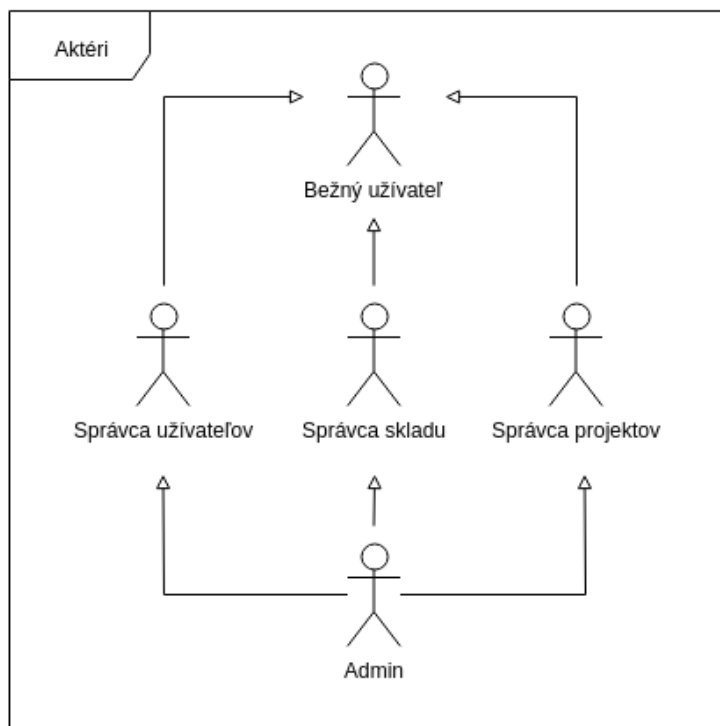 Aktéri
Bežný užívateľ
Správca užívateľov
Správca skladu
Správca projektov
Admin